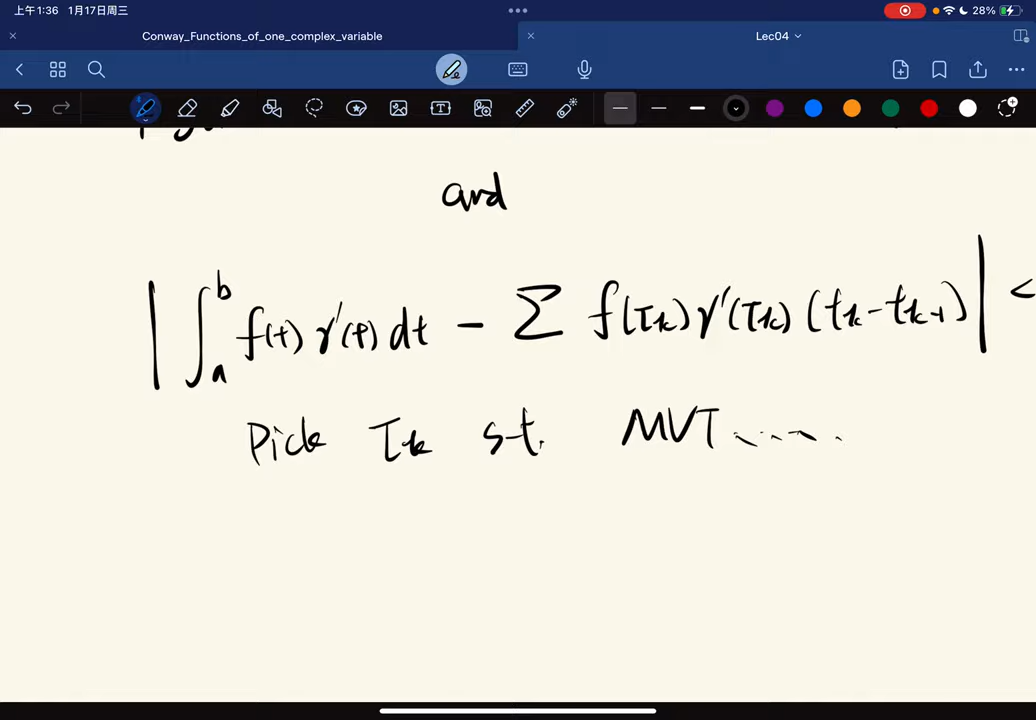 上午1:36 1月17日周三
28%
Conway_Functions_of_one_complex_variable
Lec04
and
| ∫_a^b f(t) γ'(t) dt − Σ f(τk) γ'(τk) (tk − tk-1) | <
Pick τk s.t. MVT .....